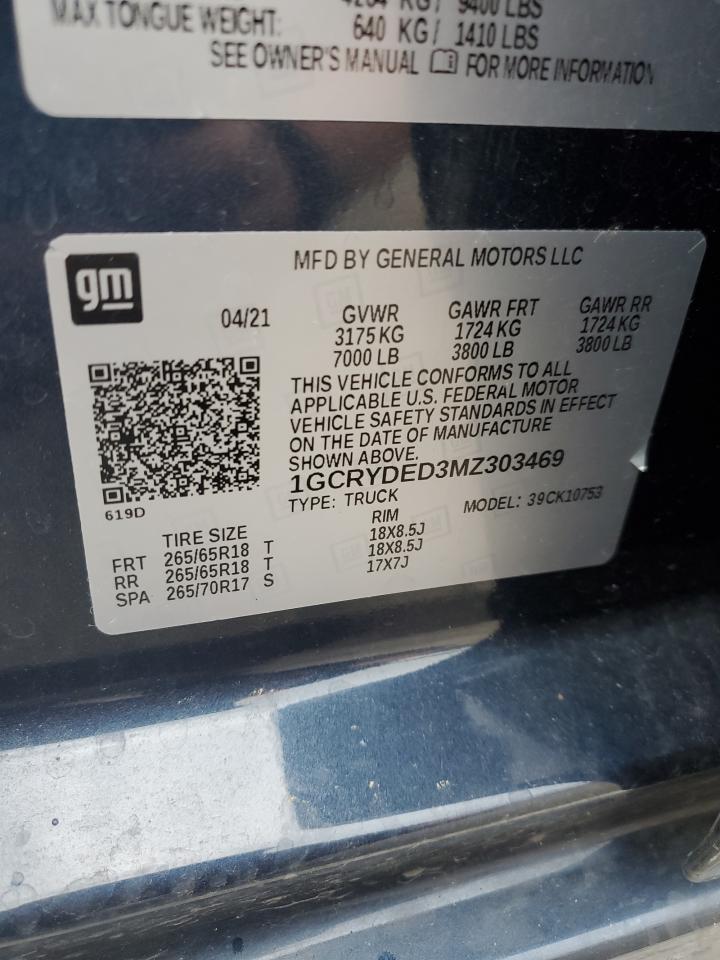 4264 KG/ 9400 LBS
MAX TONGUE WEIGHT: 640 KG/ 1410 LBS
SEE OWNER'S MANUAL FOR MORE INFORMATION
gm
MFD BY GENERAL MOTORS LLC
04/21
GVWR GAWR FRT GAWR RR
3175 KG 1724 KG 1724 KG
7000 LB 3800 LB 3800 LB
THIS VEHICLE CONFORMS TO ALL
APPLICABLE U.S. FEDERAL MOTOR
VEHICLE SAFETY STANDARDS IN EFFECT
ON THE DATE OF MANUFACTURE
SHOWN ABOVE.
1GCRYDED3MZ303469
TYPE: TRUCK MODEL: 39CK10753
619D
TIRE SIZE RIM
FRT 265/65R18 T 18X8.5J
RR 265/65R18 T 18X8.5J
SPA 265/70R17 S 17X7J